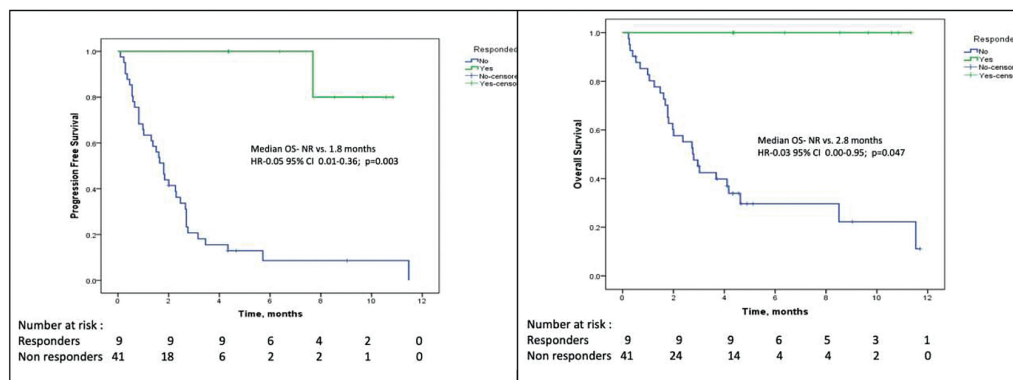 Responded
No
Yes
No-censored
Yes-censo
1.0
0.8
0.6
0.4
0.2
0.0
Progression Free Survival
Median OS- NR vs. 1.8 months
HR-0.05 95% CI 0.01-0.36; p=0.003
0 2 4 6 8 10 12
Time, months
Number at risk :
Responders 9 9 9 6 4 2 0
Non responders 41 18 6 2 2 1 0
Responde
No
Yes
No-censored
Yes-cens
1.0
0.8
0.6
0.4
0.2
0.0
Overall Survival
Median OS- NR vs. 2.8 months
HR-0.03 95% CI 0.00-0.95; p=0.047
0 2 4 6 8 10 12
Time, months
Number at risk :
Responders 9 9 9 6 5 3 1
Non responders 41 24 14 4 4 2 0